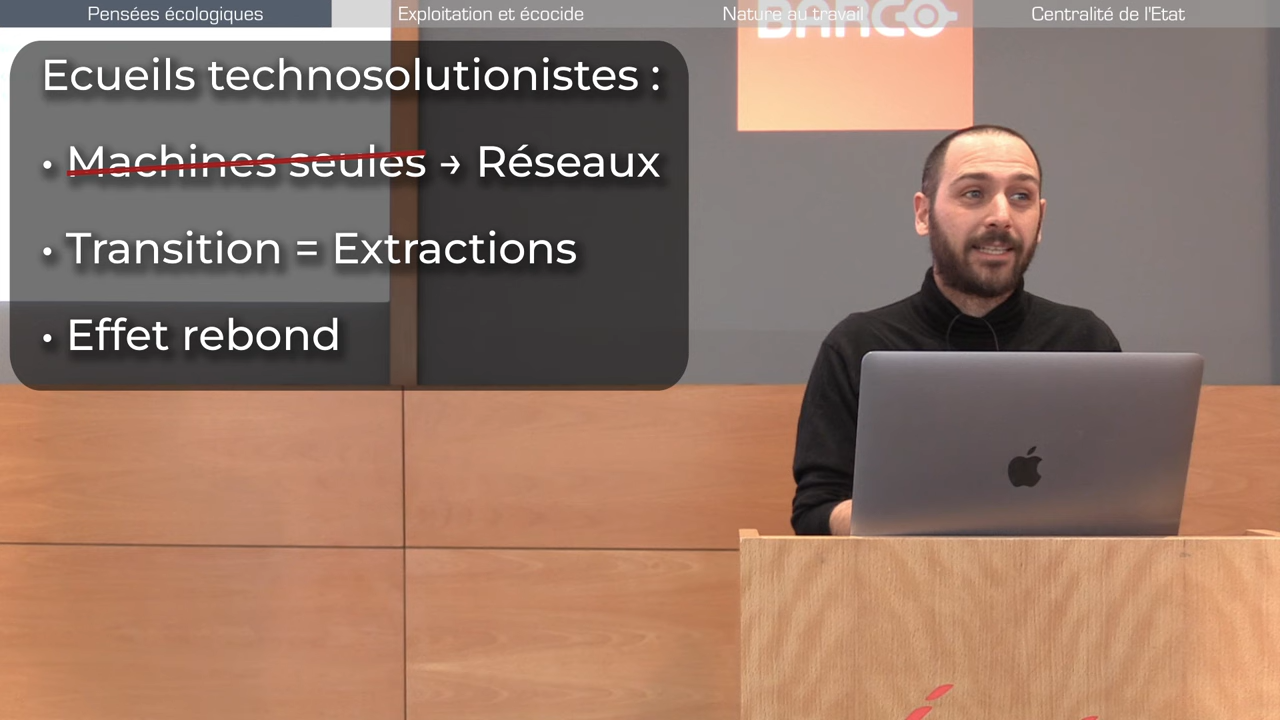 Pensées écologiques
Exploitation et écocide
Nature au travail
Centralité de l'Etat
BARCO
Ecueils technosolutionistes :
• Machines seules → Réseaux
• Transition = Extractions
• Effet rebond